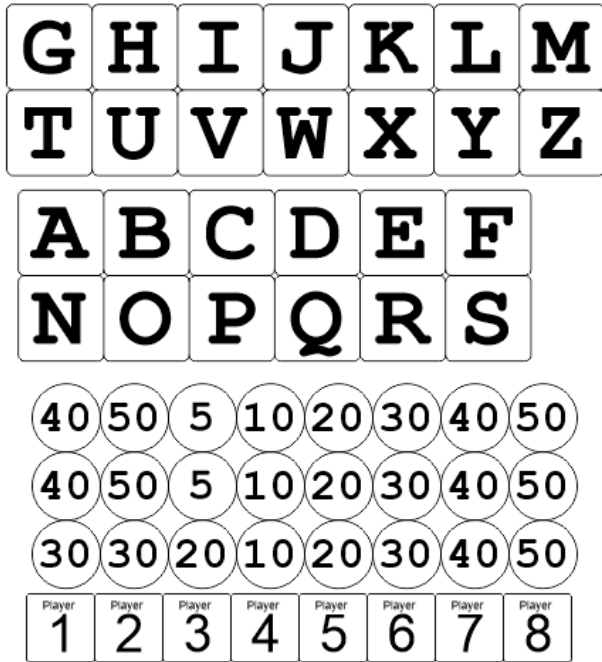 G H I J K L M
T U V W X Y Z
A B C D E F
N O P Q R S
40 50 5 10 20 30 40 50
40 50 5 10 20 30 40 50
30 30 20 10 20 30 40 50
Player Player Player Player Player Player Player Player
1 2 3 4 5 6 7 8